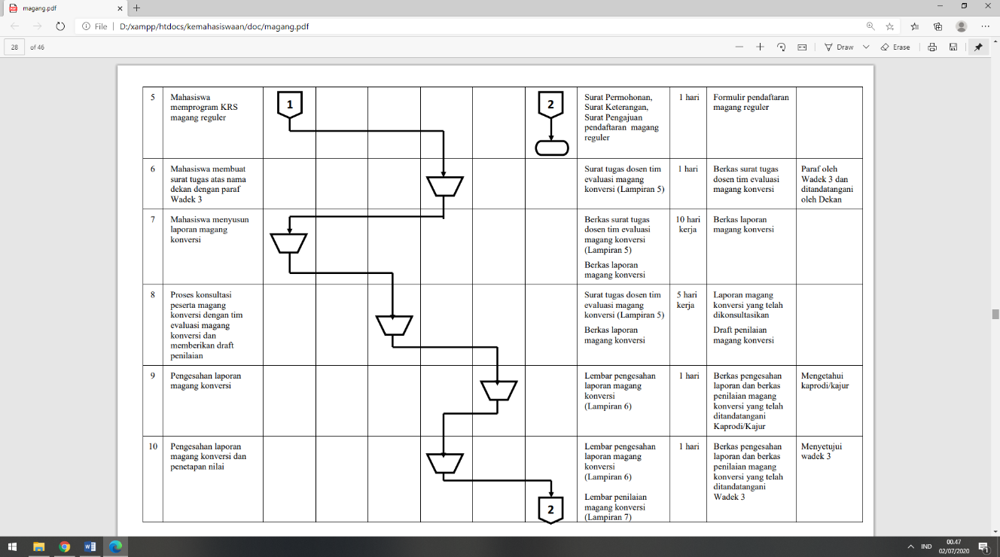 magang.pdf
File
D:/xampp/htdocs/kemahasiswaan/doc/magang.pdf
28
of 46
Draw
Erase
5
Mahasiswa
memprogram KRS
magang reguler
1
2
Surat Permohonan,
Surat Keterangan,
Surat Pengajuan
pendaftaran magang
reguler
1 hari
Formulir pendaftaran
magang reguler
6
Mahasiswa membuat
surat tugas atas nama
dekan dengan paraf
Wadek 3
Surat tugas dosen tim
evaluasi magang
konversi (Lampiran 5)
1 hari
Berkas surat tugas
dosen tim evaluasi
magang konversi
Paraf oleh
Wadek 3 dan
ditandatangani
oleh Dekan
7
Mahasiswa menyusun
laporan magang
konversi
Berkas surat tugas
dosen tim evaluasi
magang konversi
(Lampiran 5)
Berkas laporan
magang konversi
10 hari
kerja
Berkas laporan
magang konversi
8
Proses konsultasi
peserta magang
konversi dengan tim
evaluasi magang
konversi dan
memberikan draft
penilaian
Surat tugas dosen tim
evaluasi magang
konversi (Lampiran 5)
Berkas laporan
magang konversi
5 hari
kerja
Laporan magang
konversi yang telah
dikonsultasikan
Draft penilaian
magang konversi
9
Pengesahan laporan
magang konversi
Lembar pengesahan
laporan magang
konversi
(Lampiran 6)
1 hari
Berkas pengesahan
laporan dan berkas
penilaian magang
konversi yang telah
ditandatangani
Kaprodi/Kajur
Mengetahui
kaprodi/kajur
10
Pengesahan laporan
magang konversi dan
penetapan nilai
2
Lembar pengesahan
laporan magang
konversi
(Lampiran 6)
Lembar penilaian
magang konversi
(Lampiran 7)
1 hari
Berkas pengesahan
laporan dan berkas
penilaian magang
konversi yang telah
ditandatangani
Wadek 3
Menyetujui
wadek 3
IND
00.47
02/07/2020
1